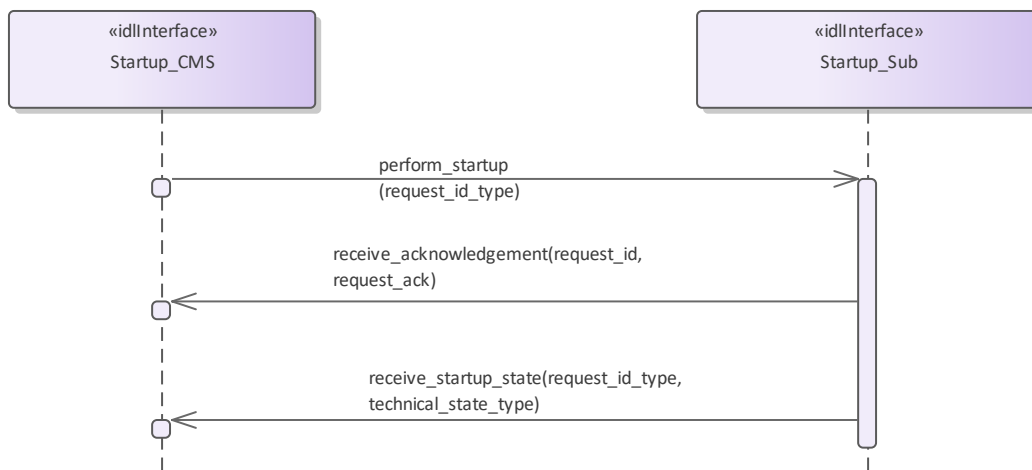 «idlInterface»
Startup_CMS
«idlInterface»
Startup_Sub
perform_startup
(request_id_type)
receive_acknowledgement(request_id,
request_ack)
receive_startup_state(request_id_type,
technical_state_type)